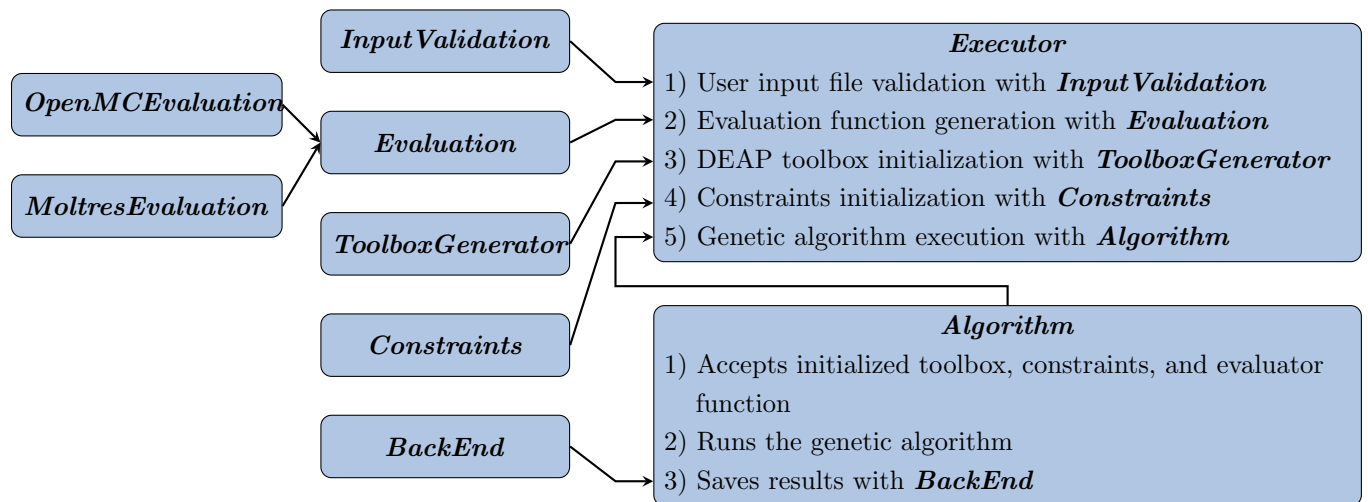 OpenMCEvaluation
MoltresEvaluation
InputValidation
Evaluation
ToolboxGenerator
Constraints
BackEnd
Executor
1) User input file validation with InputValidation
2) Evaluation function generation with Evaluation
3) DEAP toolbox initialization with ToolboxGenerator
4) Constraints initialization with Constraints
5) Genetic algorithm execution with Algorithm
Algorithm
1) Accepts initialized toolbox, constraints, and evaluator
function
2) Runs the genetic algorithm
3) Saves results with BackEnd